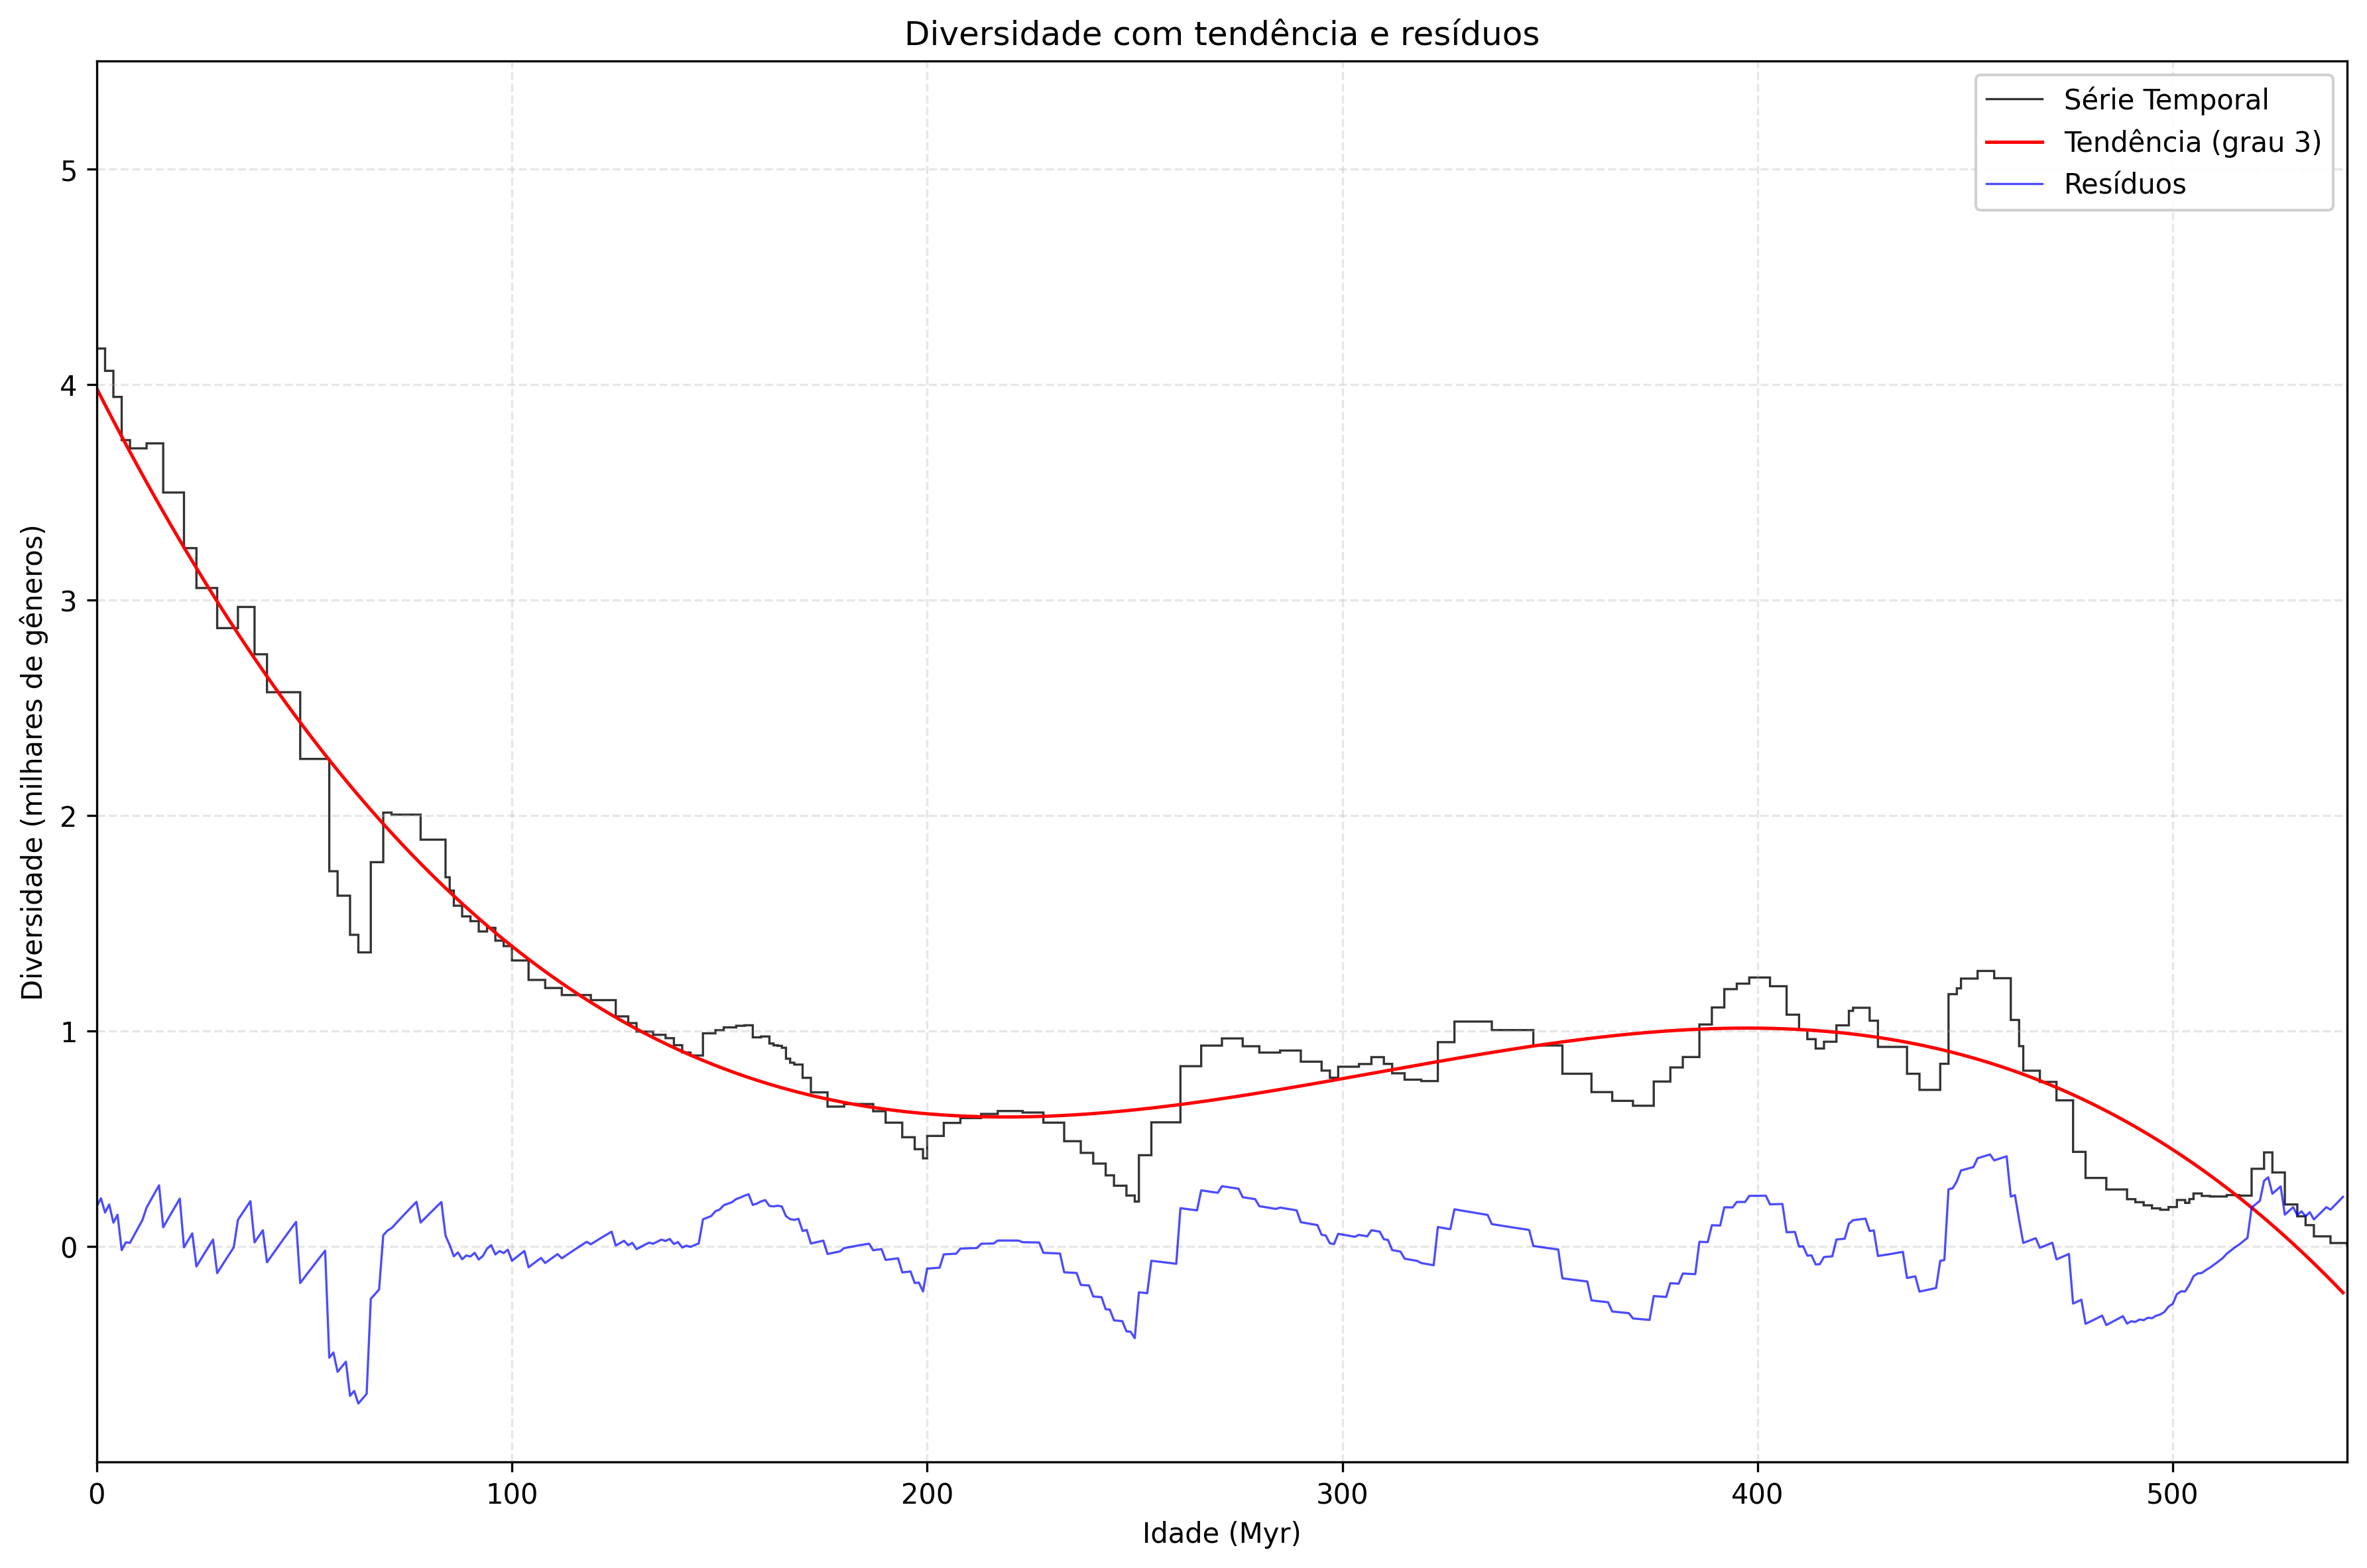 Diversidade com tendência e resíduos
Série Temporal
Tendência (grau 3)
Resíduos
Diversidade (milhares de gêneros)
5
4
3
2
1
0
0 100 200 300 400 500
Idade (Myr)